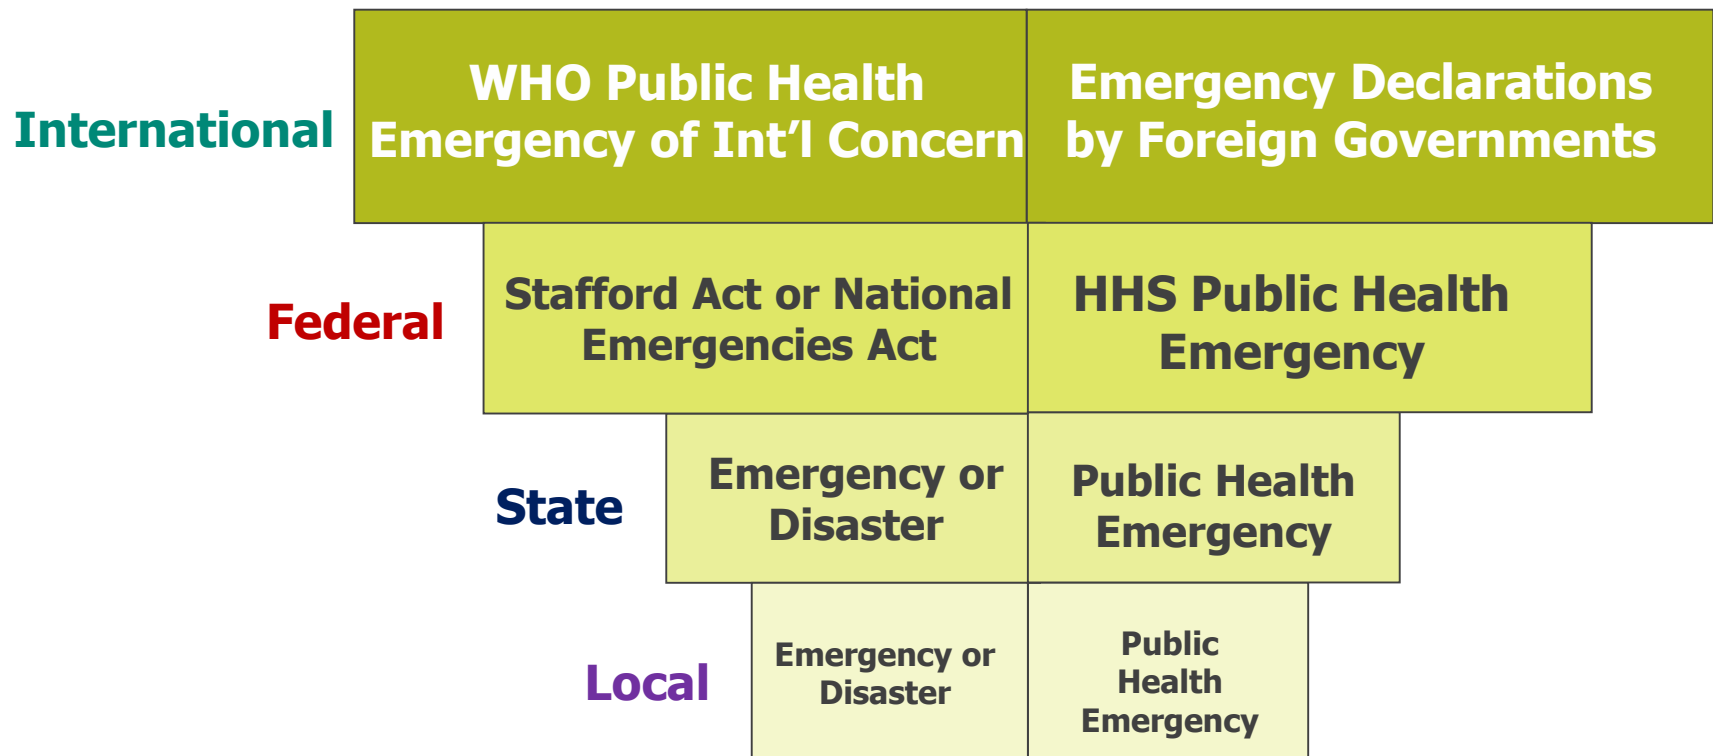 International
WHO Public Health
Emergency of Int’l Concern
Emergency Declarations
by Foreign Governments
Federal
Stafford Act or National
Emergencies Act
HHS Public Health
Emergency
State
Emergency or
Disaster
Public Health
Emergency
Local
Emergency or
Disaster
Public
Health
Emergency